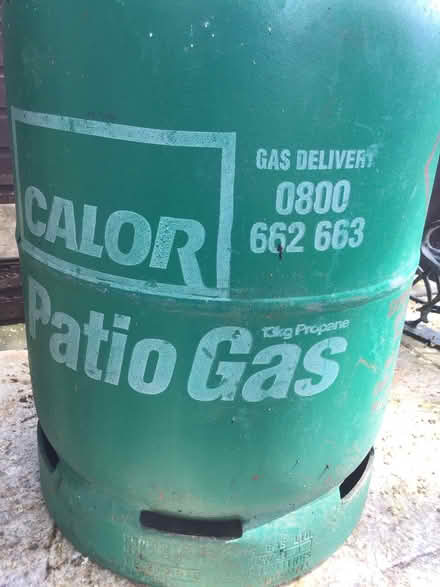 CALOR
GAS DELIVERY
0800
662 663
Patio Gas
13kg Propane